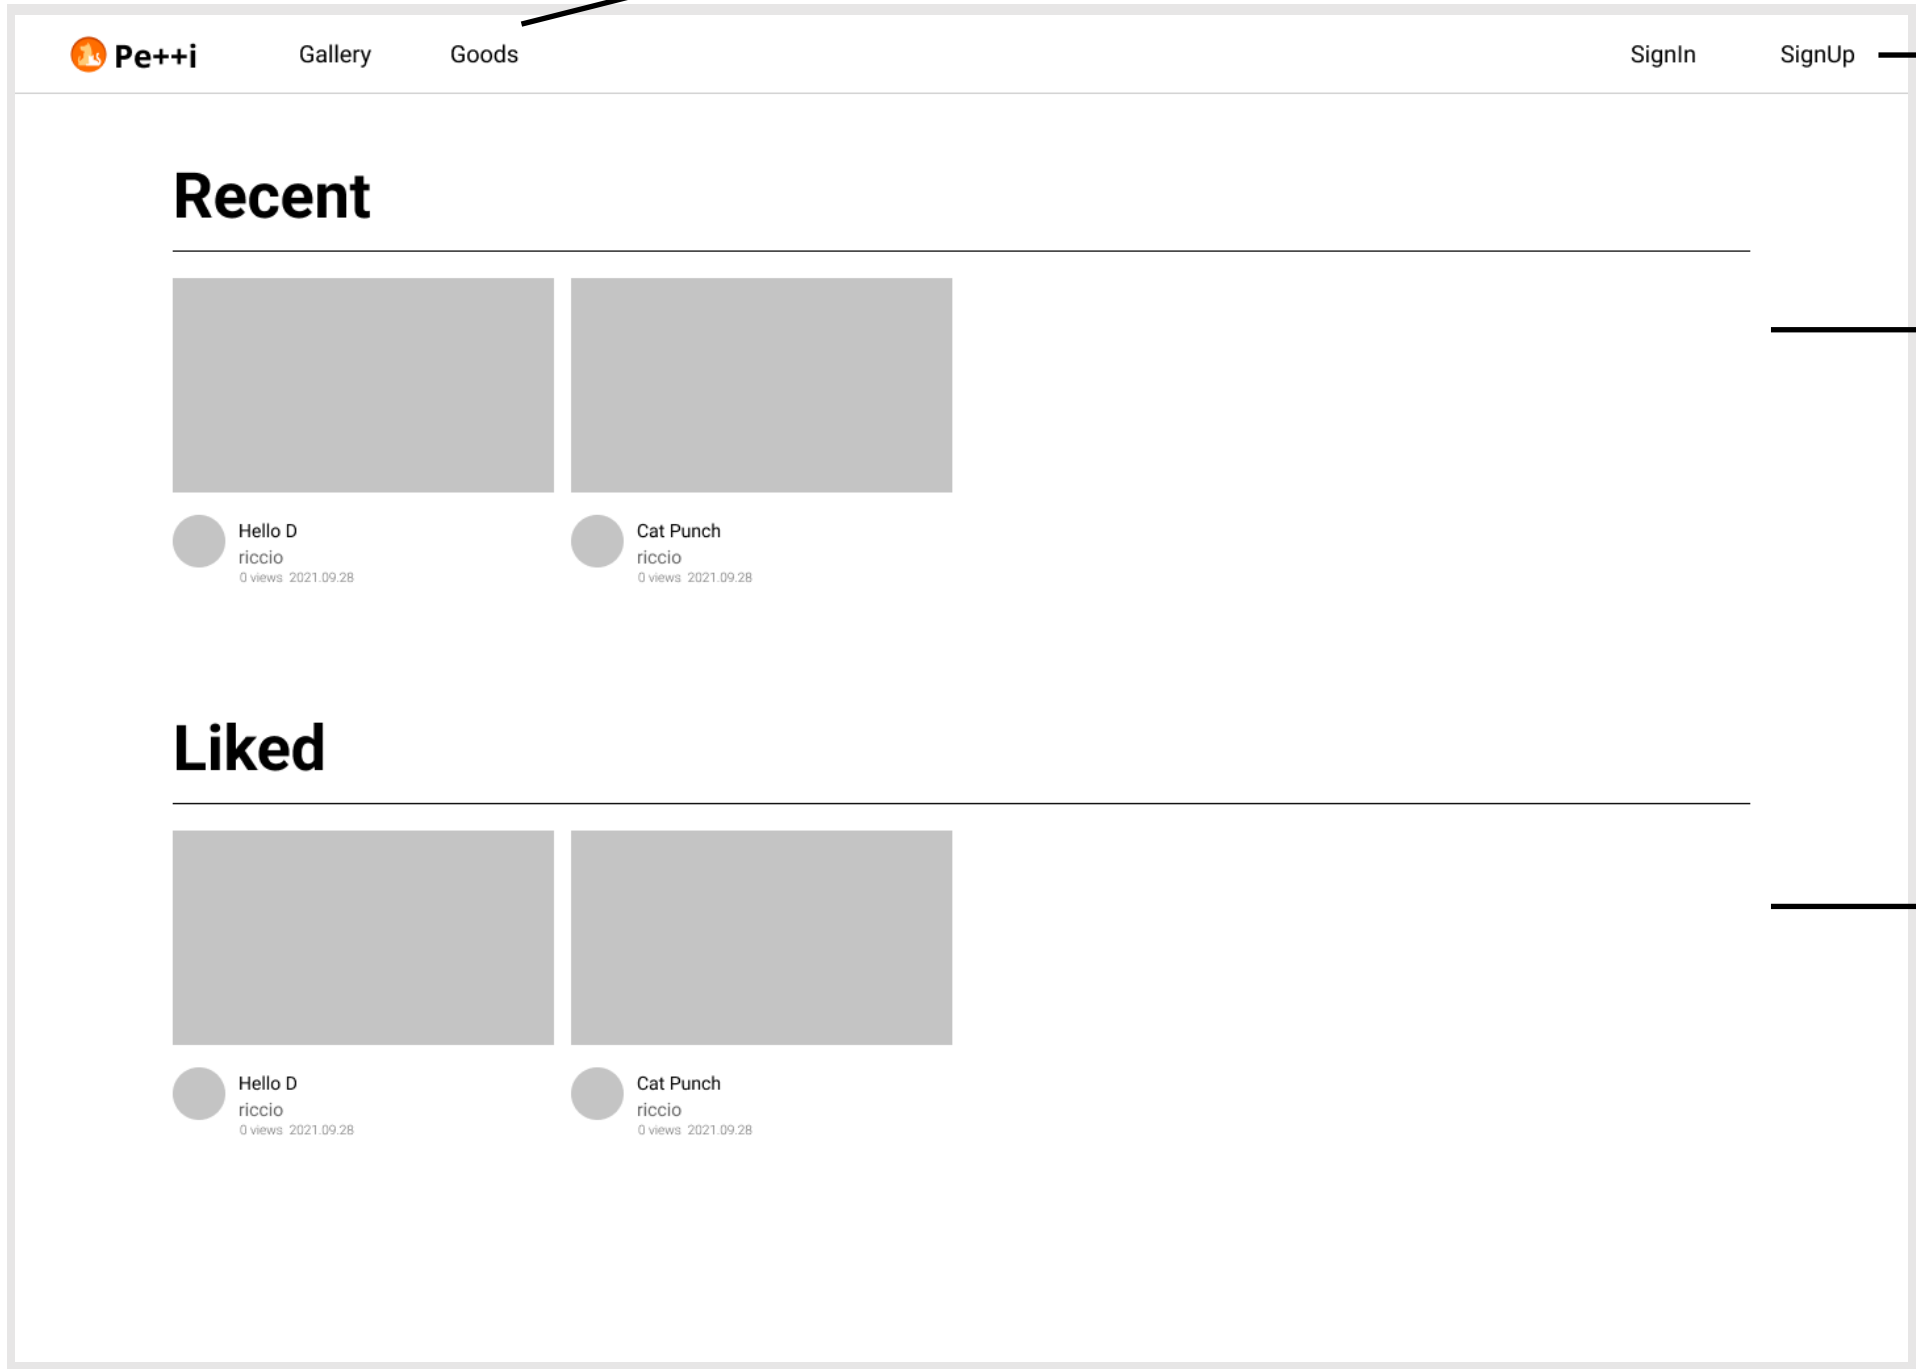 Pe++i Gallery Goods SignIn SignUp
Recent
Hello D
riccio
0 views 2021.09.28
Cat Punch
riccio
0 views 2021.09.28
Liked
Hello D
riccio
0 views 2021.09.28
Cat Punch
riccio
0 views 2021.09.28